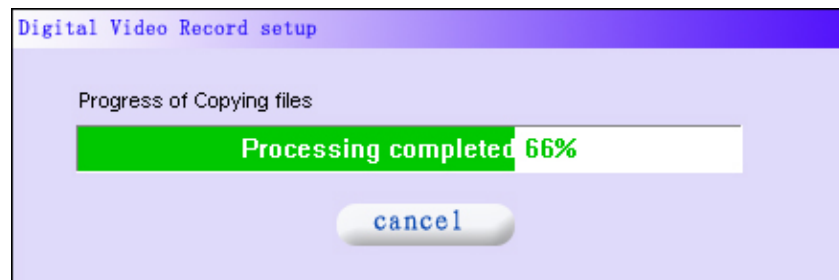 Digital Video Record setup
Progress of Copying files
Processing completed 66%
cancel